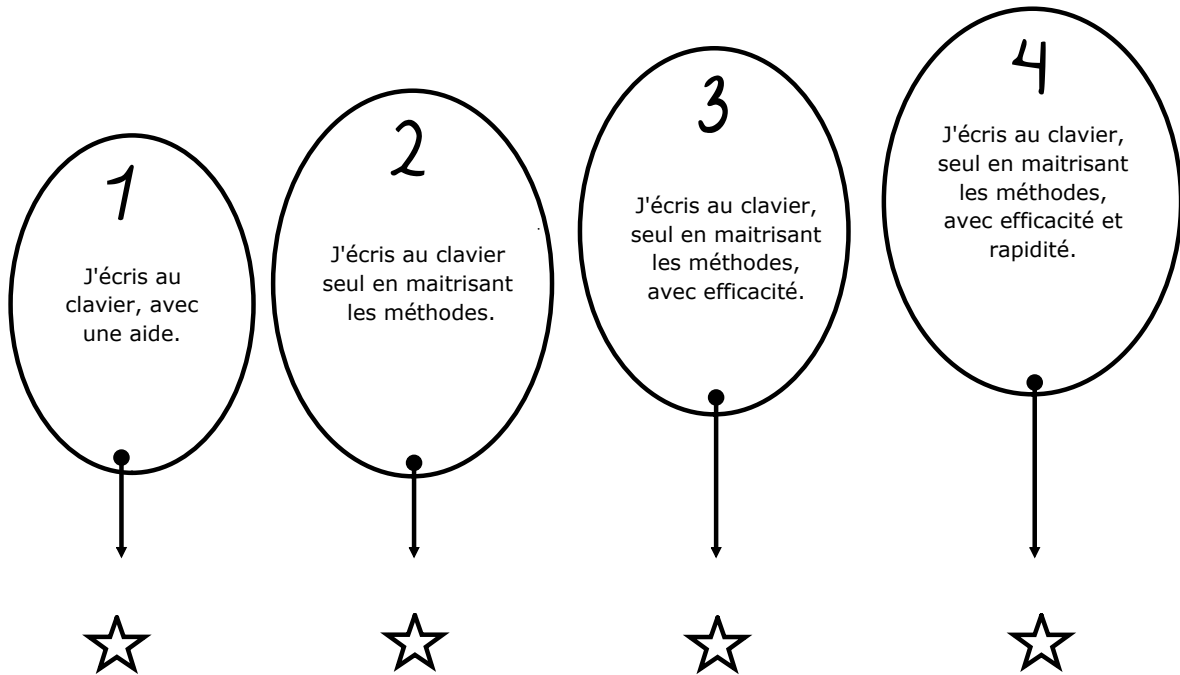 1
J'écris au
clavier, avec
une aide.
2
J'écris au clavier
seul en maitrisant
les méthodes.
3
J'écris au clavier,
seul en maitrisant
les méthodes,
avec efficacité.
4
J'écris au clavier,
seul en maitrisant
les méthodes,
avec efficacité et
rapidité.